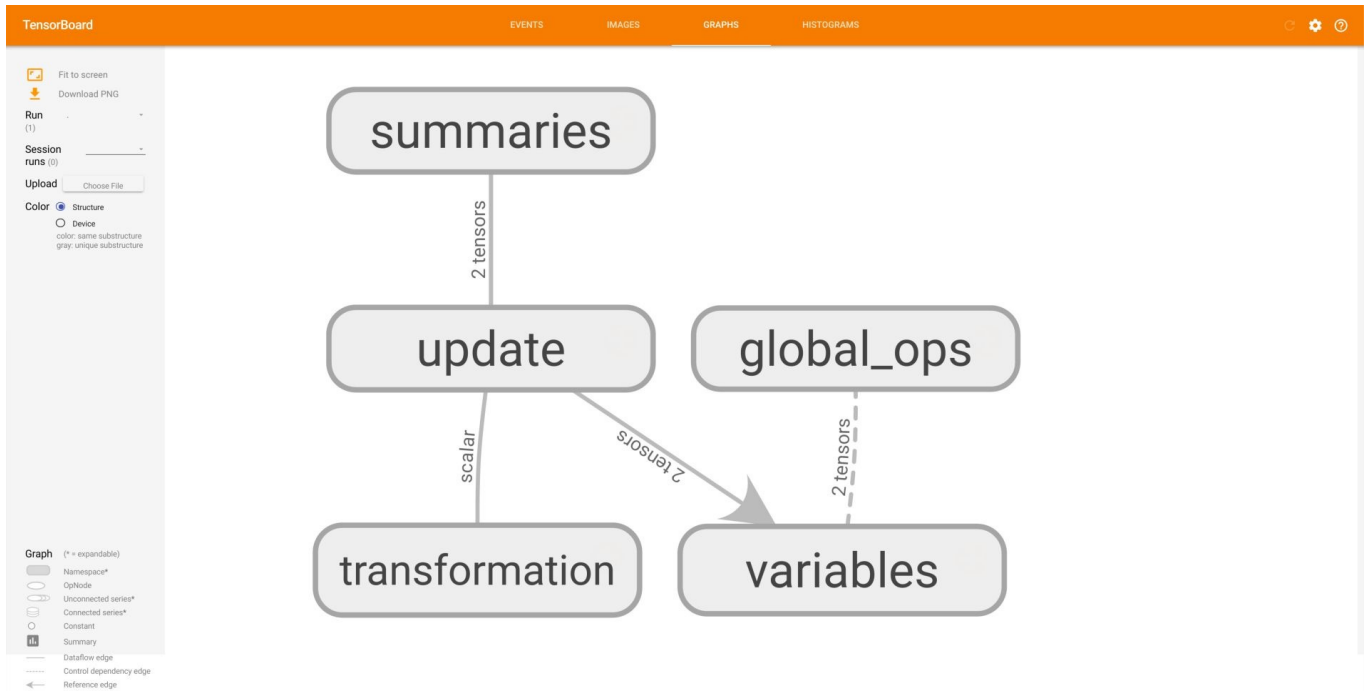 TensorBoard
EVENTS
IMAGES
GRAPHS
HISTOGRAMS
Fit to screen
Download PNG
Run
(1)
.
Session
runs (0)
Upload
Choose File
Color
Structure
Device
color: same substructure
gray: unique substructure
Graph (* = expandable)
Namespace*
OpNode
Unconnected series*
Connected series*
Constant
Summary
Dataflow edge
Control dependency edge
Reference edge
summaries
2 tensors
update
global_ops
scalar
2 tensors
2 tensors
transformation
variables